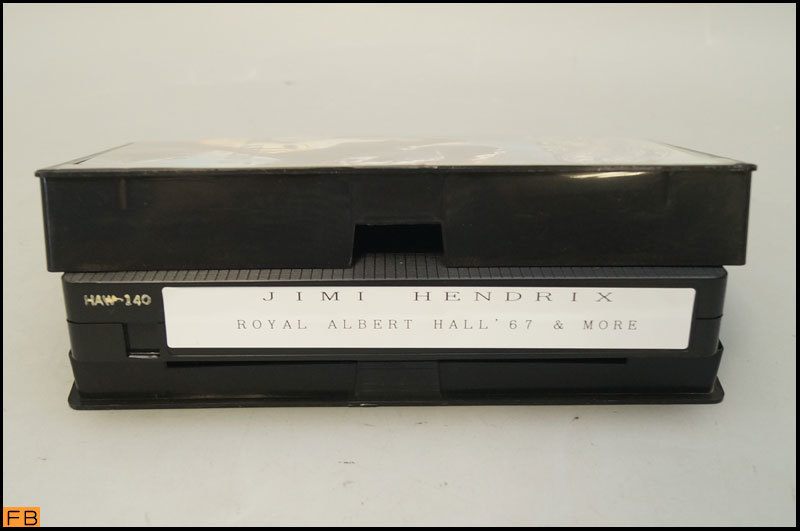 HAW-140
JIMI HENDRIX
ROYAL ALBERT HALL'67 & MORE
FB